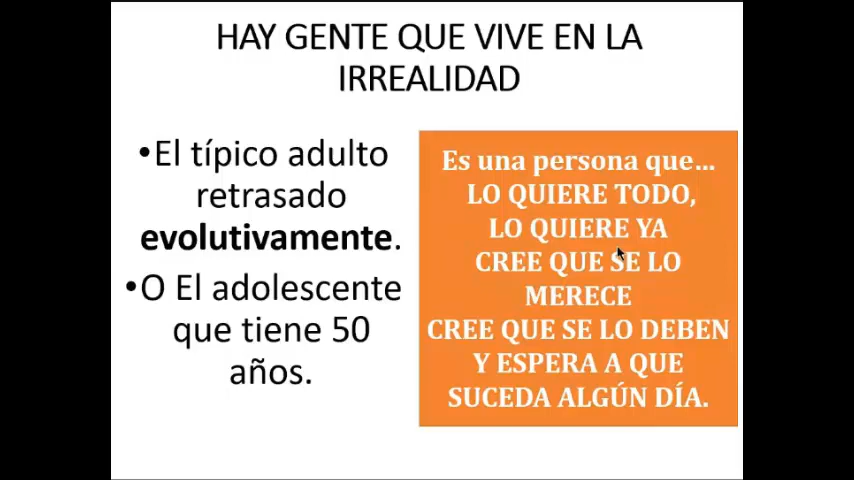 HAY GENTE QUE VIVE EN LA
IRREALIDAD
•El típico adulto
retrasado
evolutivamente.
•O El adolescente
que tiene 50
años.
Es una persona que...
LO QUIERE TODO,
LO QUIERE YA
CREE QUE SE LO
MERECE
CREE QUE SE LO DEBEN
Y ESPERA A QUE
SUCEDA ALGÚN DÍA.